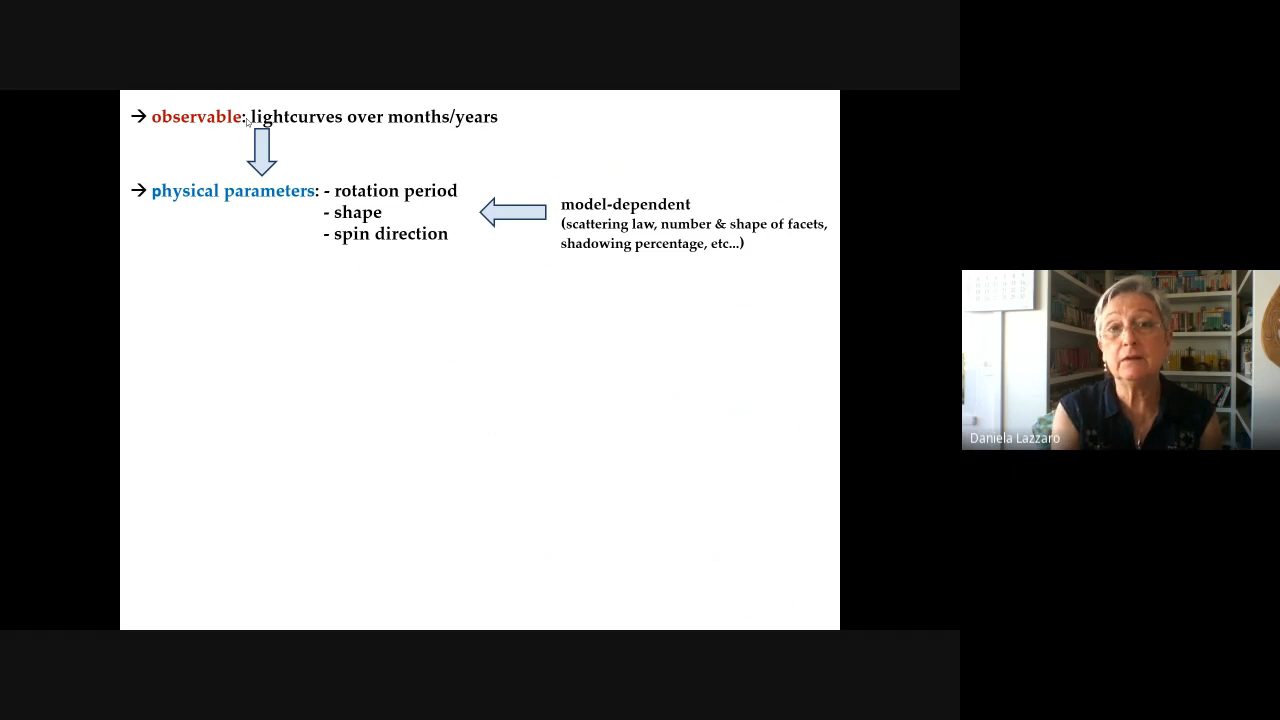 → observable: lightcurves over months/years
→ physical parameters: - rotation period
- shape
- spin direction
model-dependent
(scattering law, number & shape of facets,
shadowing percentage, etc...)
Daniela Lazzaro